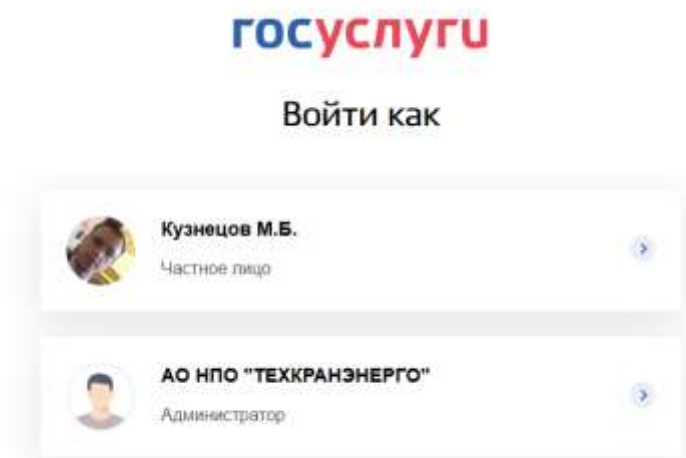 госуслуги
Войти как
Кузнецов М.Б.
Частное лицо
АО НПО "ТЕХКРАНЭНЕРГО"
Администратор